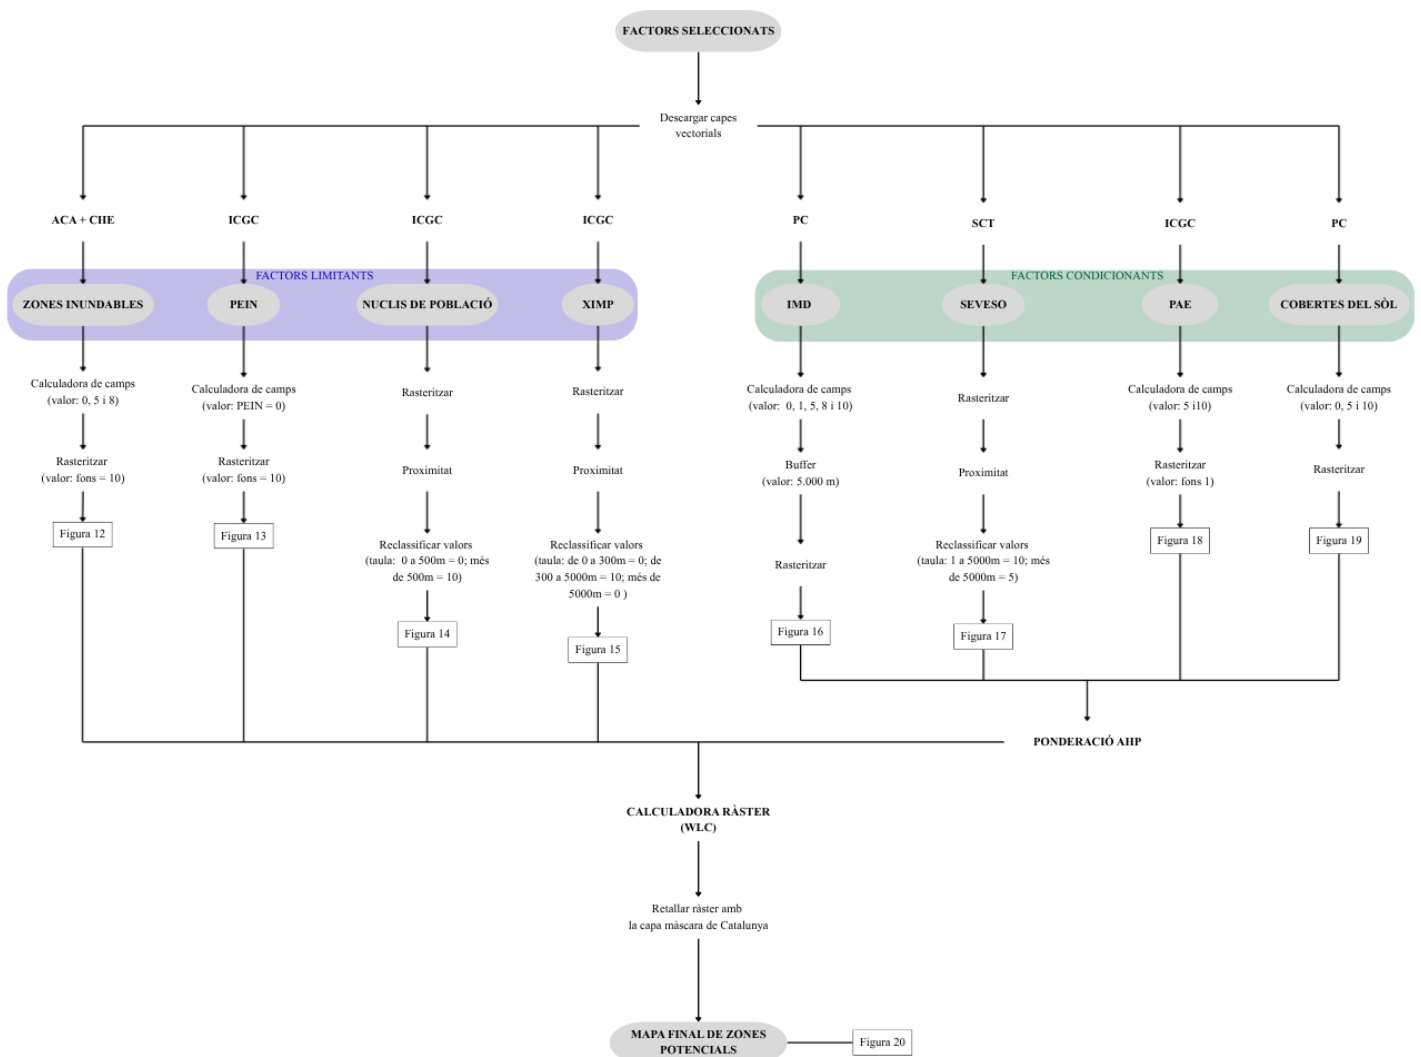 FACTORS SELECCIONATS
Descargar capes
vectorials
ACA + CHE
ICGC
ICGC
ICGC
PC
SCT
ICGC
PC
FACTORS LIMITANTS
FACTORS CONDICIONANTS
ZONES INUNDABLES
PEIN
NUCLIS DE POBLACIÓ
XIMP
IMD
SEVESO
PAE
COBERTES DEL SÒL
Calculadora de camps
(valor: 0, 5 i 8)
Calculadora de camps
(valor: PEIN = 0)
Rasteritzar
Rasteritzar
Calculadora de camps
(valor: 0, 1, 5, 8 i 10)
Rasteritzar
Calculadora de camps
(valor: 5 i10)
Calculadora de camps
(valor: 0, 5 i 10)
Rasteritzar
(valor: fons = 10)
Rasteritzar
(valor: fons = 10)
Proximitat
Proximitat
Buffer
(valor: 5.000 m)
Proximitat
Rasteritzar
(valor: fons 1)
Rasteritzar
Figura 12
Figura 13
Reclassificar valors
(taula: 0 a 500m = 0; més
de 500m = 10)
Reclassificar valors
(taula: de 0 a 300m = 0; de
300 a 5000m = 10; més de
5000m = 0 )
Rasteritzar
Reclassificar valors
(taula: 1 a 5000m = 10; més
de 5000m = 5)
Figura 18
Figura 19
Figura 14
Figura 15
Figura 16
Figura 17
PONDERACIÓ AHP
CALCULADORA RÀSTER
(WLC)
Retallar ràster amb
la capa màscara de Catalunya
MAPA FINAL DE ZONES
POTENCIALS
Figura 20